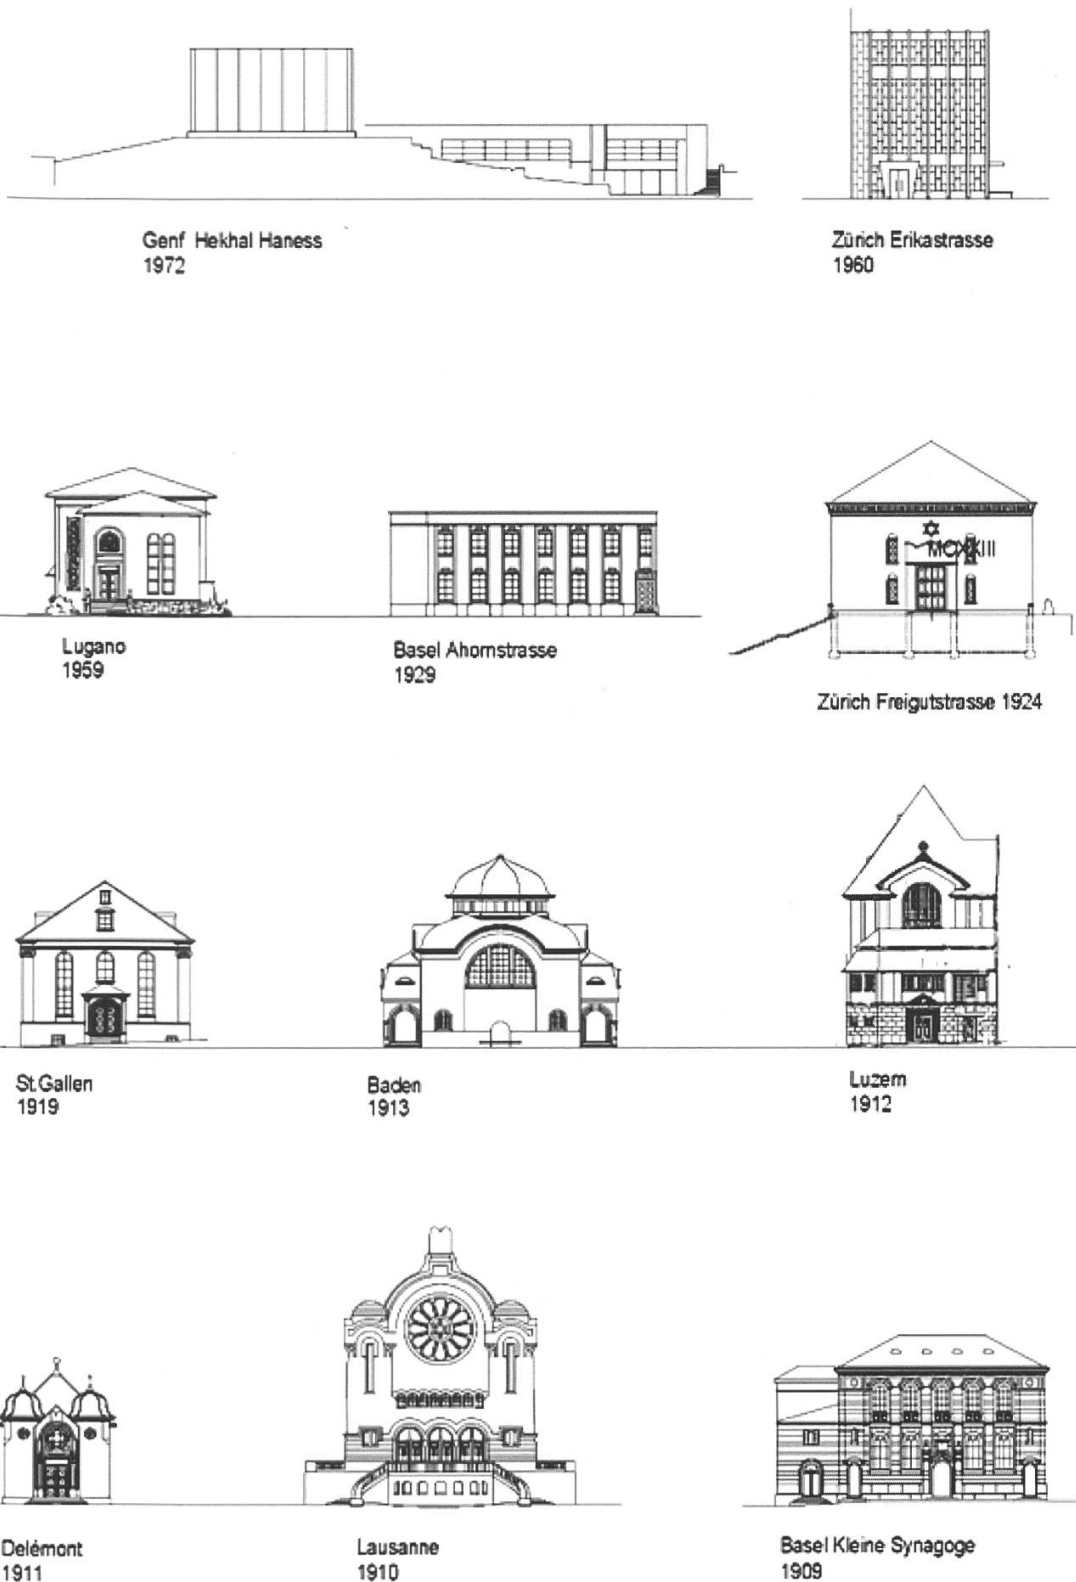 Genf Hekhal Haness
1972
Zürich Erikastrasse
1960
MCXXIII
Lugano
1959
Basel Ahornstrasse
1929
Zürich Freigutstrasse 1924
St.Gallen
1919
Baden
1913
Luzern
1912
Delémont
1911
Lausanne
1910
Basel Kleine Synagoge
1909